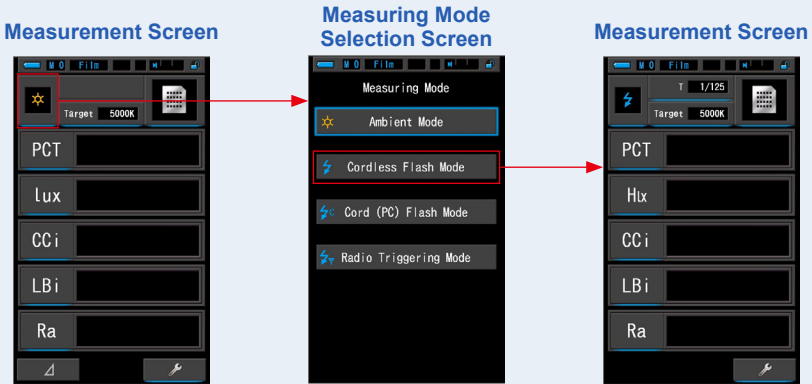 Measurement Screen
M 0 Film
Target 5000K
PCT
lux
CCi
LBi
Ra
Measuring Mode
Selection Screen
M 0 Film
Measuring Mode
Ambient Mode
Cordless Flash Mode
C Cord (PC) Flash Mode
Radio Triggering Mode
Measurement Screen
M 0 Film
T 1/125
Target 5000K
PCT
Hlx
CCi
LBi
Ra